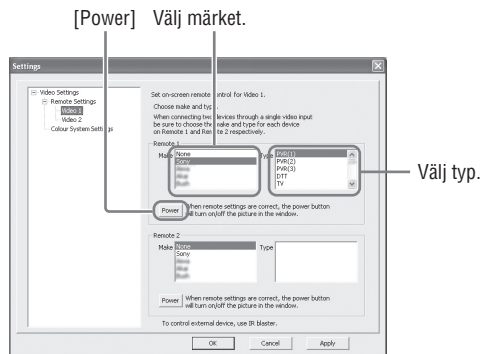 [Power] Välj märket.
Settings
Video Settings
Remote Settings
Video 1
Video 2
Colour System Settings
Set on-screen remote control for Video 1.
Choose make and type.
When connecting two devices through a single video input
be sure to choose the make and type for each device
on Remote 1 and Remote 2 respectively.
Remote 1
Make
None
Sony
Type
PVR(1)
PVR(2)
PVR(3)
DTT
TV
Välj typ.
Power
When remote settings are correct, the power button
will turn on/off the picture in the window.
Remote 2
Make
None
Sony
Type
Power
When remote settings are correct, the power button
will turn on/off the picture in the window.
To control external device, use IR blaster.
OK Cancel Apply